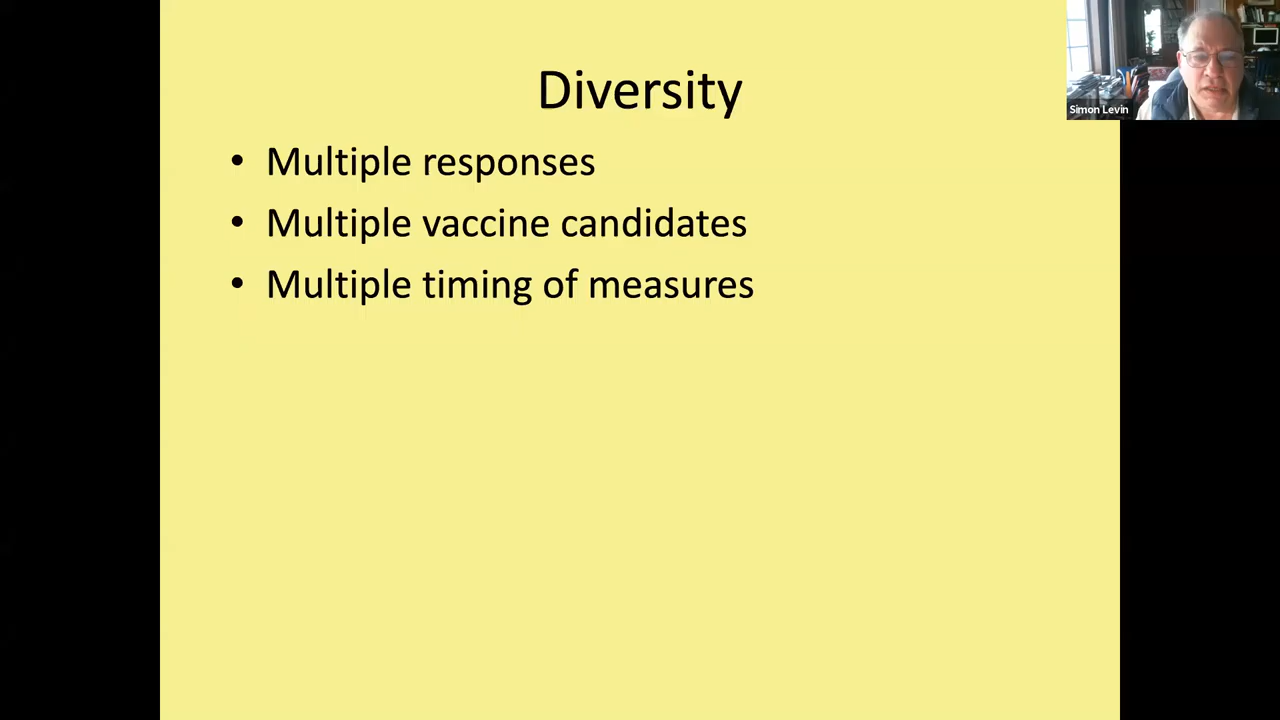 Diversity
• Multiple responses
• Multiple vaccine candidates
• Multiple timing of measures
Simon Levin